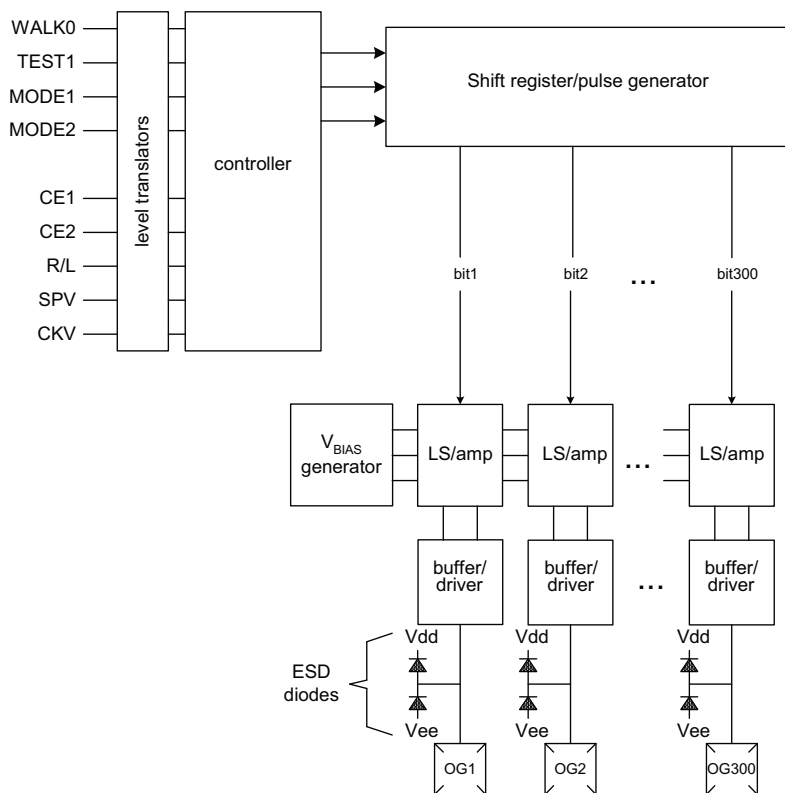 WALK0
TEST1
MODE1
MODE2
CE1
CE2
R/L
SPV
CKV
level translators
controller
Shift register/pulse generator
bit1
bit2
...
bit300
VBIAS
generator
LS/amp
LS/amp
...
LS/amp
buffer/
driver
buffer/
driver
...
buffer/
driver
ESD
diodes
Vdd
Vdd
Vdd
Vee
Vee
Vee
OG1
OG2
OG300